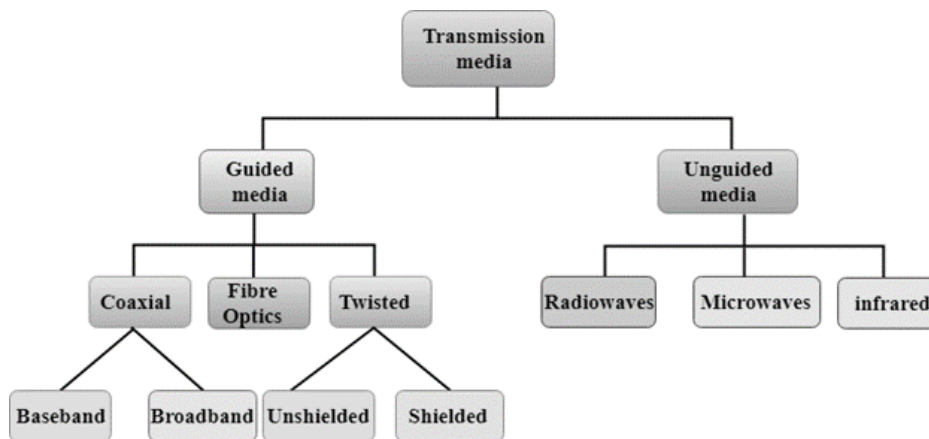 Transmission
media
Guided
media
Unguided
media
Coaxial
Fibre
Optics
Twisted
Radiowaves
Microwaves
infrared
Baseband
Broadband
Unshielded
Shielded